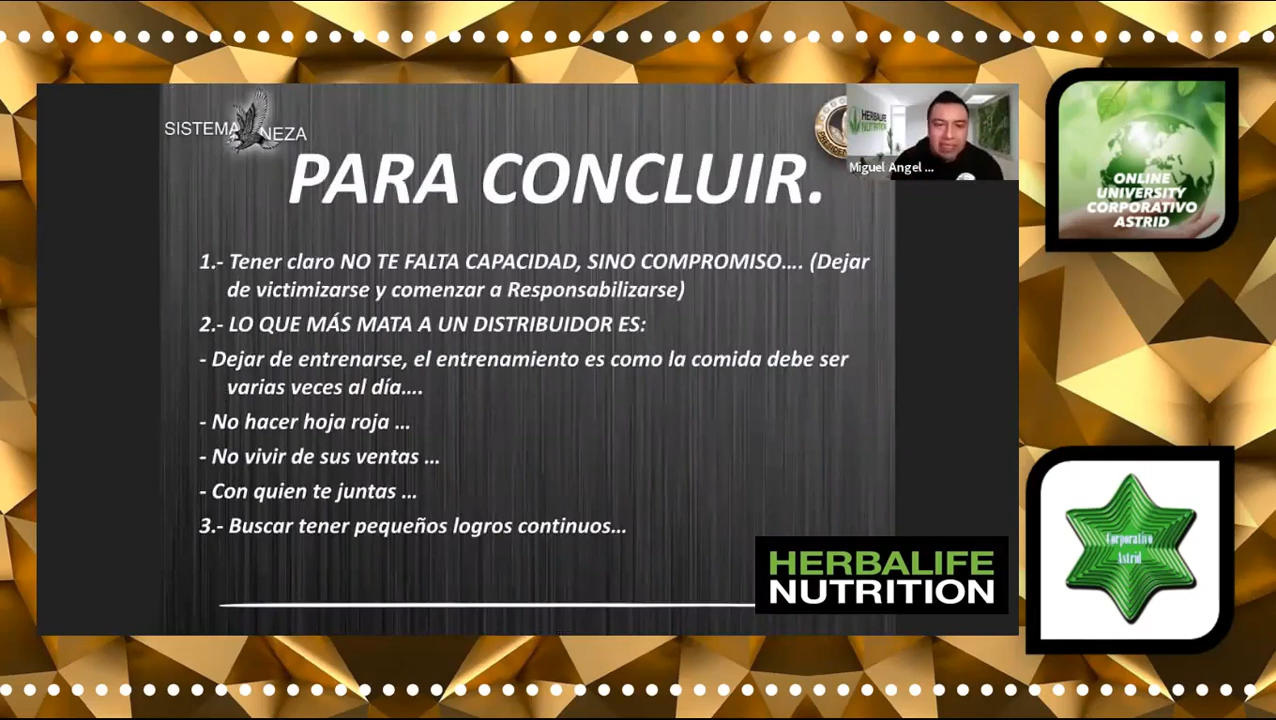 SISTEMA NEZA
HERBALIFE
NUTRITION
Miguel Angel ...
PARA CONCLUIR.
1.- Tener claro NO TE FALTA CAPACIDAD, SINO COMPROMISO…. (Dejar
de victimizarse y comenzar a Responsabilizarse)
2.- LO QUE MÁS MATA A UN DISTRIBUIDOR ES:
- Dejar de entrenarse, el entrenamiento es como la comida debe ser
varias veces al día….
- No hacer hoja roja …
- No vivir de sus ventas …
- Con quien te juntas …
3.- Buscar tener pequeños logros continuos…
HERBALIFE
NUTRITION
ONLINE
UNIVERSITY
CORPORATIVO
ASTRID
Corporativo
Astrid